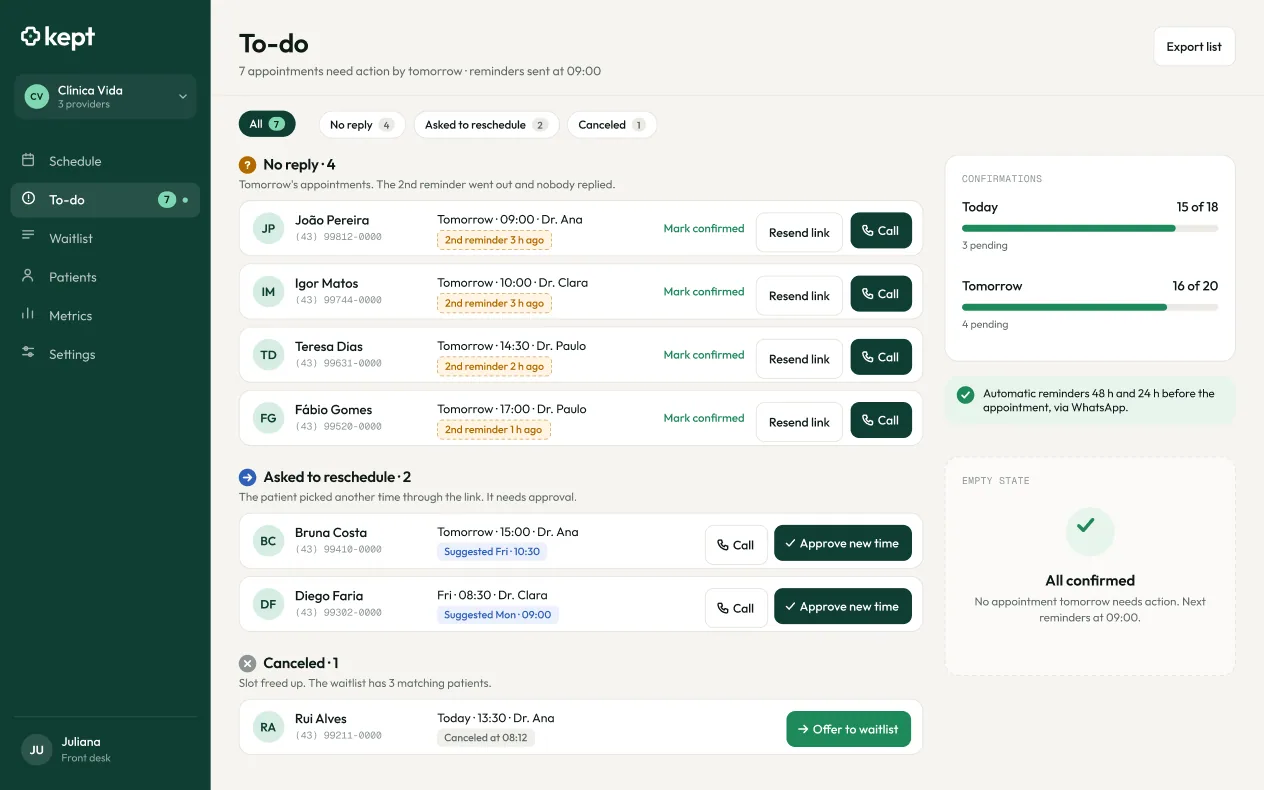 kept
CV
Clínica Vida
3 providers
Schedule
To-do 7
Waitlist
Patients
Metrics
Settings
JU
Juliana
Front desk
To-do
7 appointments need action by tomorrow · reminders sent at 09:00
Export list
All 7
No reply 4
Asked to reschedule 2
Canceled 1
? No reply · 4
Tomorrow's appointments. The 2nd reminder went out and nobody replied.
JP
João Pereira
(43) 99812-0000
Tomorrow · 09:00 · Dr. Ana
2nd reminder 3 h ago
Mark confirmed
Resend link
Call
IM
Igor Matos
(43) 99744-0000
Tomorrow · 10:00 · Dr. Clara
2nd reminder 3 h ago
Mark confirmed
Resend link
Call
TD
Teresa Dias
(43) 99631-0000
Tomorrow · 14:30 · Dr. Paulo
2nd reminder 2 h ago
Mark confirmed
Resend link
Call
FG
Fábio Gomes
(43) 99520-0000
Tomorrow · 17:00 · Dr. Paulo
2nd reminder 1 h ago
Mark confirmed
Resend link
Call
Asked to reschedule · 2
The patient picked another time through the link. It needs approval.
BC
Bruna Costa
(43) 99410-0000
Tomorrow · 15:00 · Dr. Ana
Suggested Fri · 10:30
Call
Approve new time
DF
Diego Faria
(43) 99302-0000
Fri · 08:30 · Dr. Clara
Suggested Mon · 09:00
Call
Approve new time
Canceled · 1
Slot freed up. The waitlist has 3 matching patients.
RA
Rui Alves
(43) 99211-0000
Today · 13:30 · Dr. Ana
Canceled at 08:12
Offer to waitlist
CONFIRMATIONS
Today 15 of 18
3 pending
Tomorrow 16 of 20
4 pending
Automatic reminders 48 h and 24 h before the
appointment, via WhatsApp.
EMPTY STATE
All confirmed
No appointment tomorrow needs action. Next
reminders at 09:00.